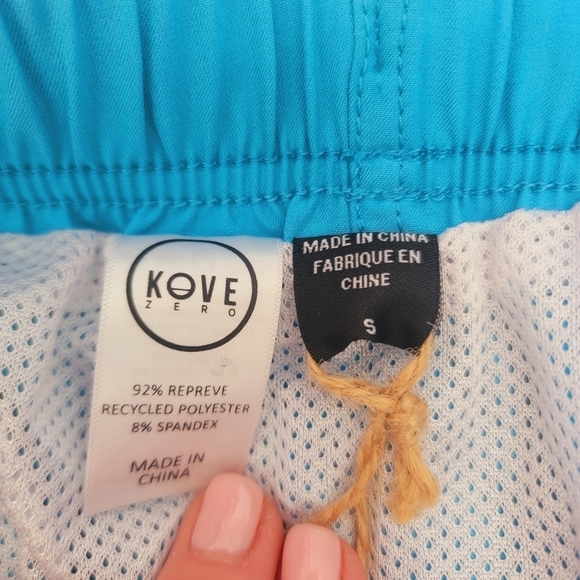 KOVE
ZERO
92% REPREVE
RECYCLED POLYESTER
8% SPANDEX
MADE IN
CHINA
MADE IN CHINA
FABRIQUE EN
CHINE
S